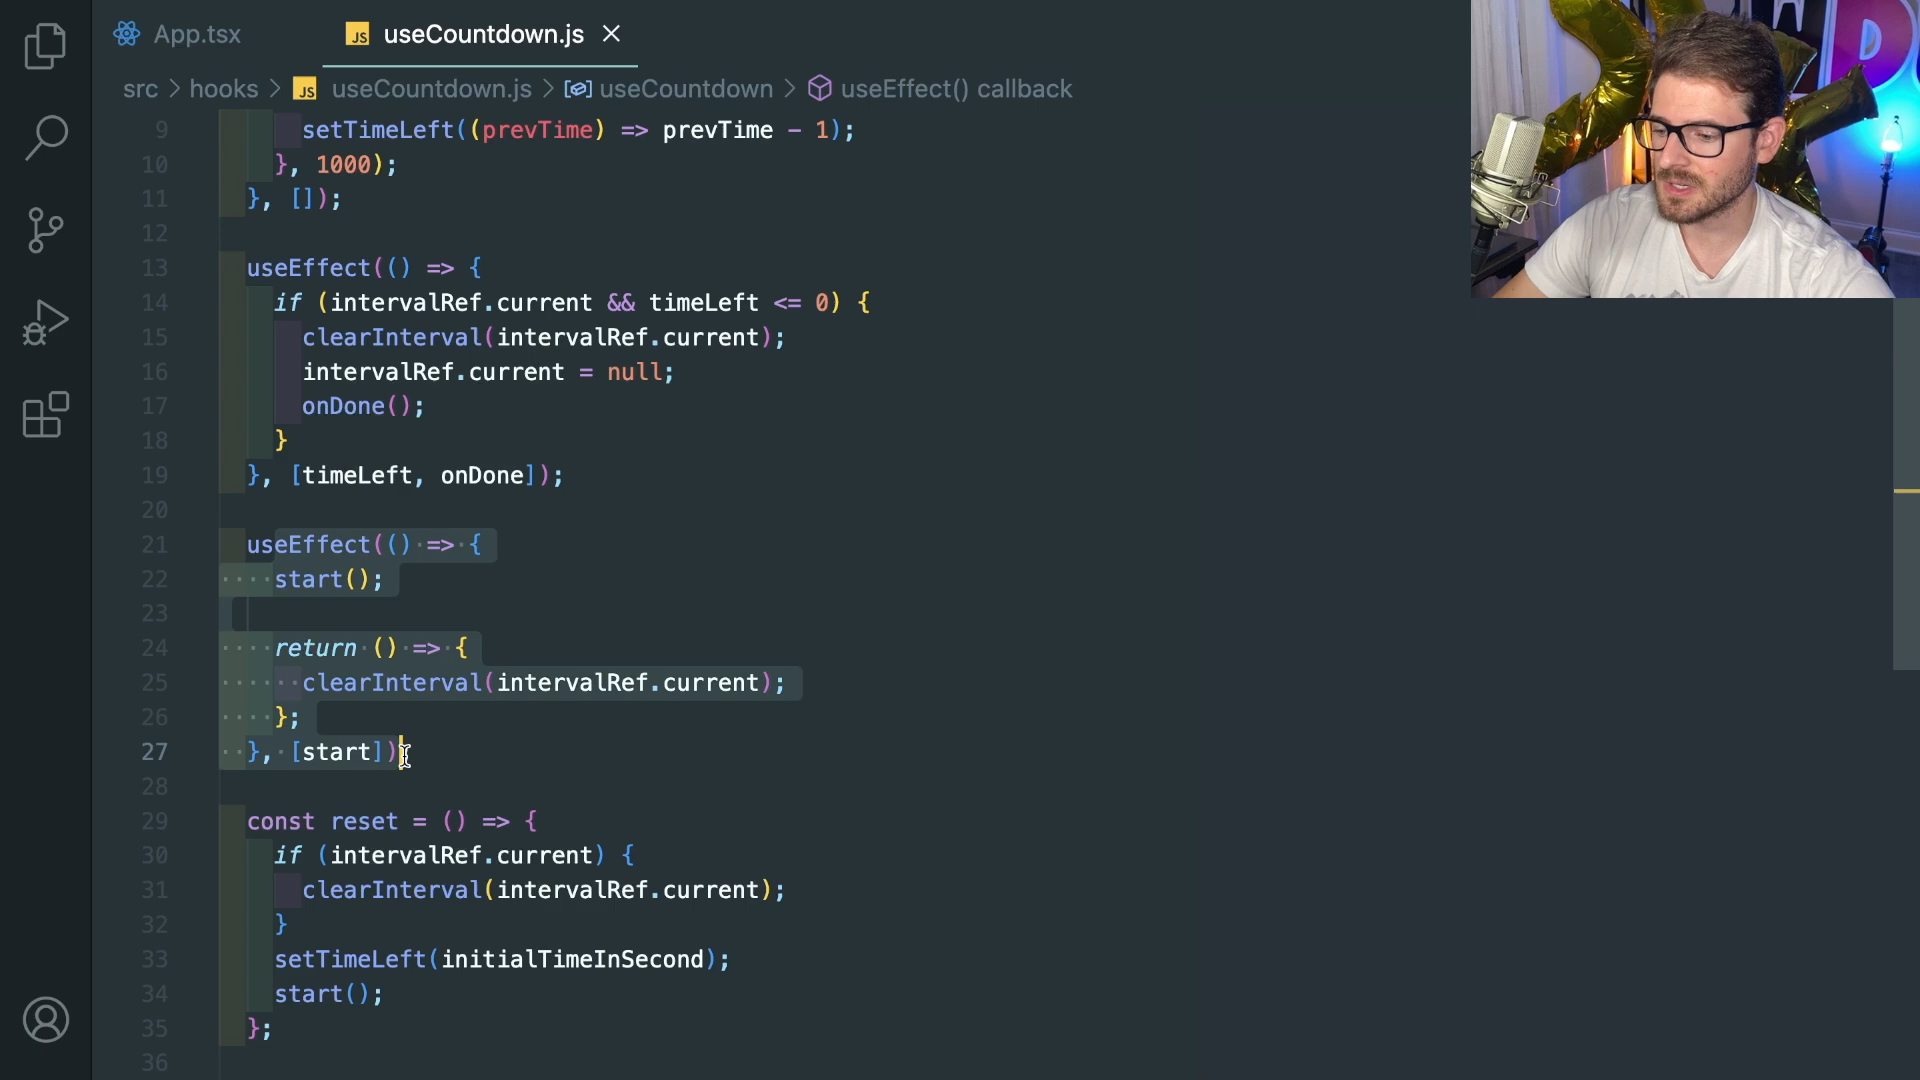 App.tsx
JS useCountdown.js
src > hooks > JS useCountdown.js > useCountdown > useEffect() callback
9 setTimeLeft((prevTime) => prevTime - 1);
10 }, 1000);
11 }, []);
12
13 useEffect(() => {
14 if (intervalRef.current && timeLeft <= 0) {
15 clearInterval(intervalRef.current);
16 intervalRef.current = null;
17 onDone();
18 }
19 }, [timeLeft, onDone]);
20
21 useEffect(() => {
22 start();
23
24 return () => {
25 clearInterval(intervalRef.current);
26 };
27 }, [start]);
28
29 const reset = () => {
30 if (intervalRef.current) {
31 clearInterval(intervalRef.current);
32 }
33 setTimeLeft(initialTimeInSecond);
34 start();
35 };
36